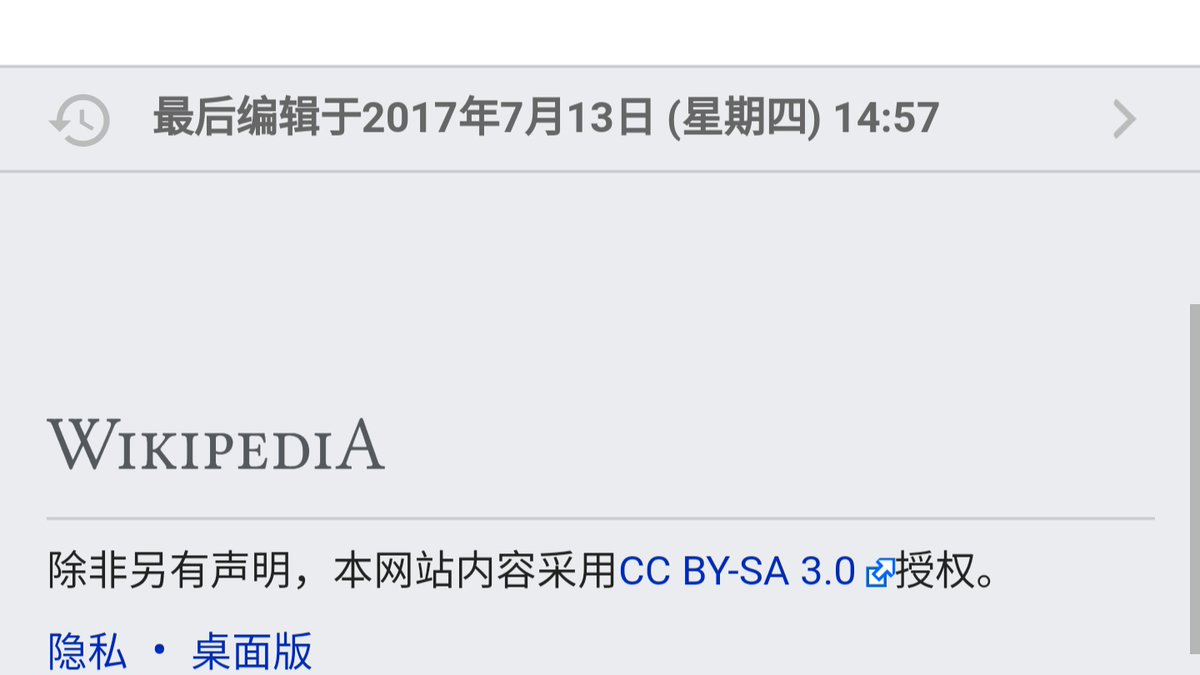 最后编辑于2017年7月13日 (星期四) 14:57
WIKIPEDIA
除非另有声明，本网站内容采用CC BY-SA 3.0授权。
隐私 • 桌面版